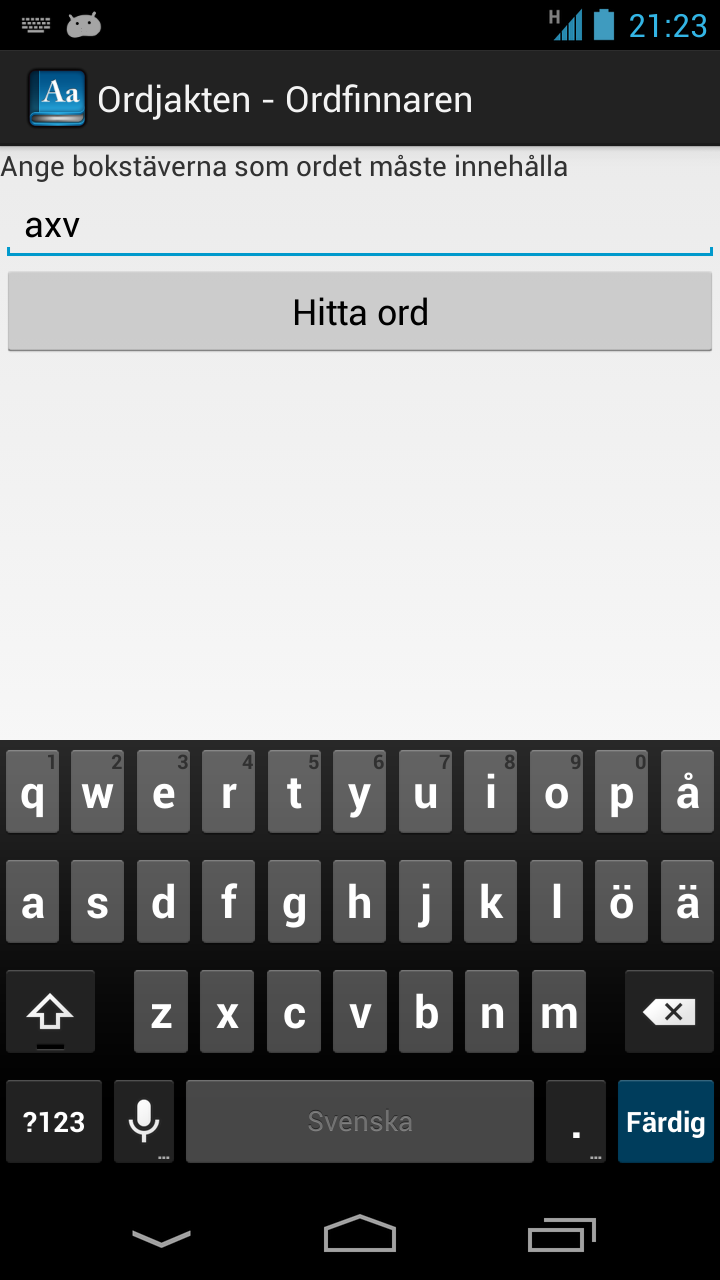 H 21:23
Aa Ordjakten - Ordfinnaren
Ange bokstäverna som ordet måste innehålla
axv
Hitta ord
1 2 3 4 5 6 7 8 9 0
q w e r t y u i o p å
a s d f g h j k l ö ä
z x c v b n m
?123 ... Svenska . ... Färdig